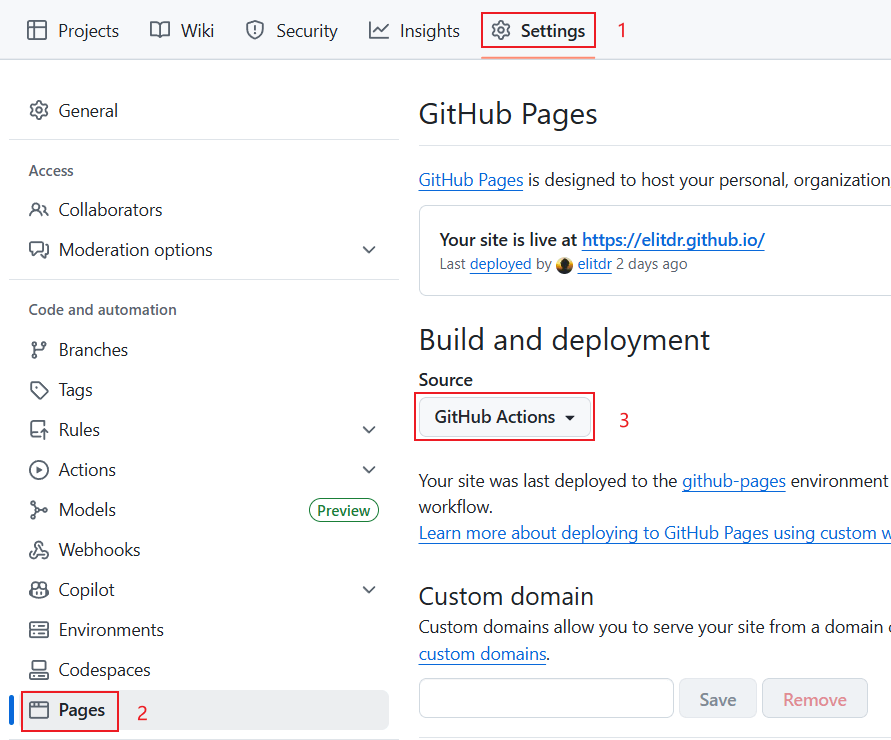 Projects Wiki Security Insights Settings 1
General
Access
Collaborators
Moderation options
Code and automation
Branches
Tags
Rules
Actions
Models Preview
Webhooks
Copilot
Environments
Codespaces
Pages 2
GitHub Pages
GitHub Pages is designed to host your personal, organization
Your site is live at https://elitdr.github.io/
Last deployed by elitdr 2 days ago
Build and deployment
Source
GitHub Actions 3
Your site was last deployed to the github-pages environment
workflow.
Learn more about deploying to GitHub Pages using custom w
Custom domain
Custom domains allow you to serve your site from a domain
custom domains.
Save Remove